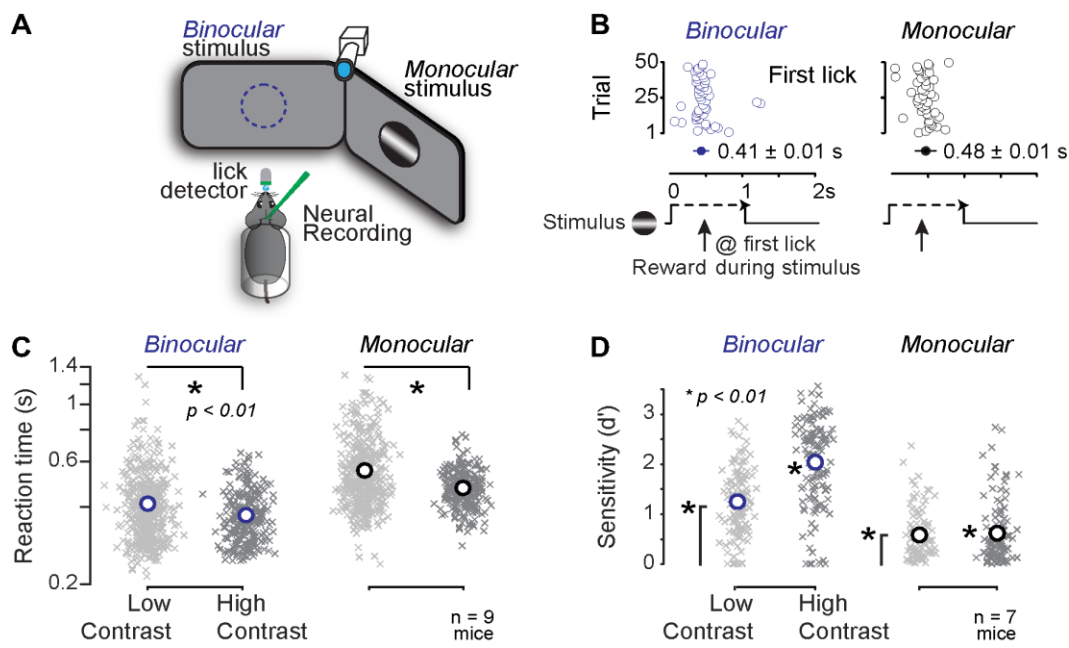 A
Binocular
stimulus
Monocular
stimulus
lick
detector
Neural
Recording
B
Binocular
Monocular
50
25
1
Trial
First lick
0.41 ± 0.01 s
0.48 ± 0.01 s
0 1 2s
Stimulus
@ first lick
Reward during stimulus
C
Binocular
Monocular
1.4
1
0.6
0.2
Reaction time (s)
*
p < 0.01
*
Low
Contrast
High
Contrast
n = 9
mice
D
Binocular
Monocular
* p < 0.01
3
2
1
0
Sensitivity (d')
*
*
*
*
Low
Contrast
High
Contrast
n = 7
mice